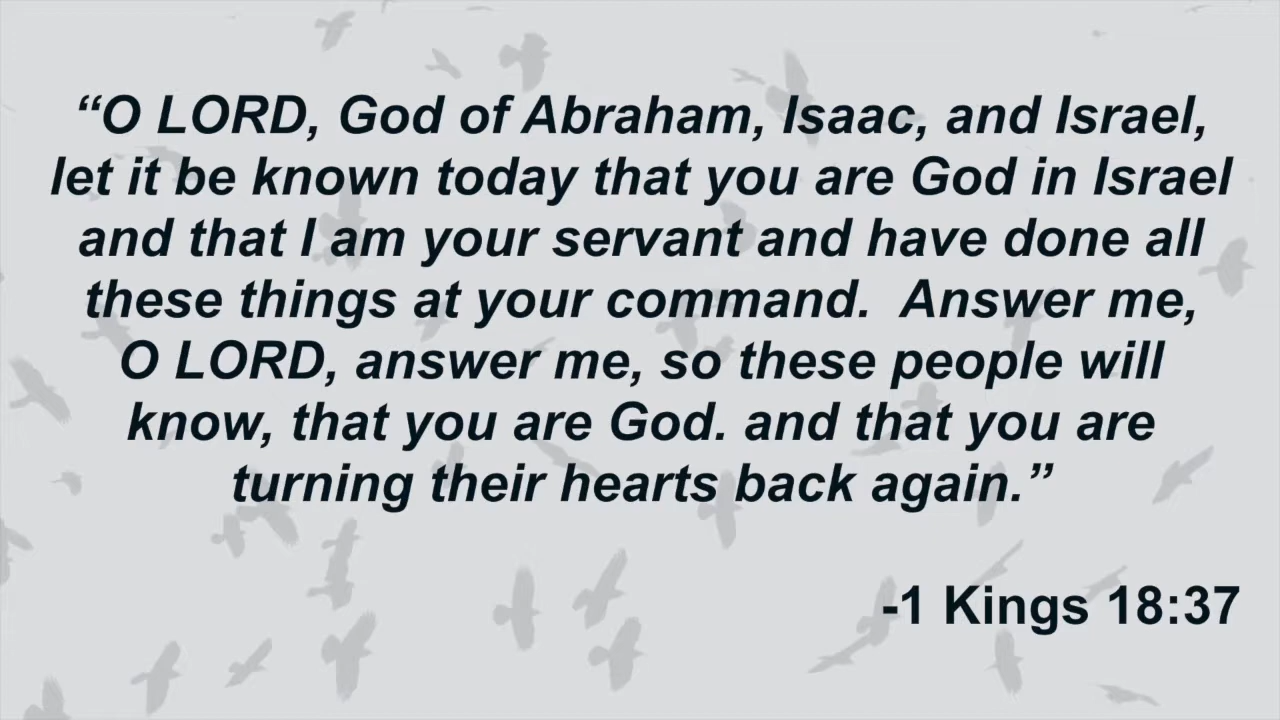 “O LORD, God of Abraham, Isaac, and Israel,
let it be known today that you are God in Israel
and that I am your servant and have done all
these things at your command.  Answer me,
O LORD, answer me, so these people will
know, that you are God. and that you are
turning their hearts back again.”
-1 Kings 18:37